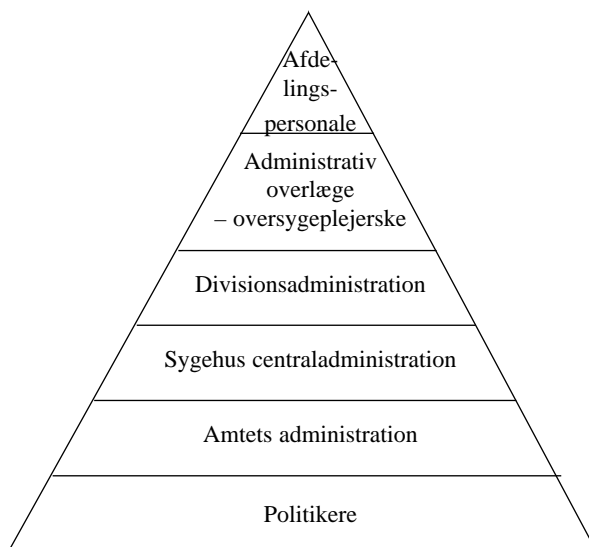 Afde-
lings-
personale
Administrativ
overlæge
– oversygeplejerske
Divisionsadministration
Sygehus centraladministration
Amtets administration
Politikere